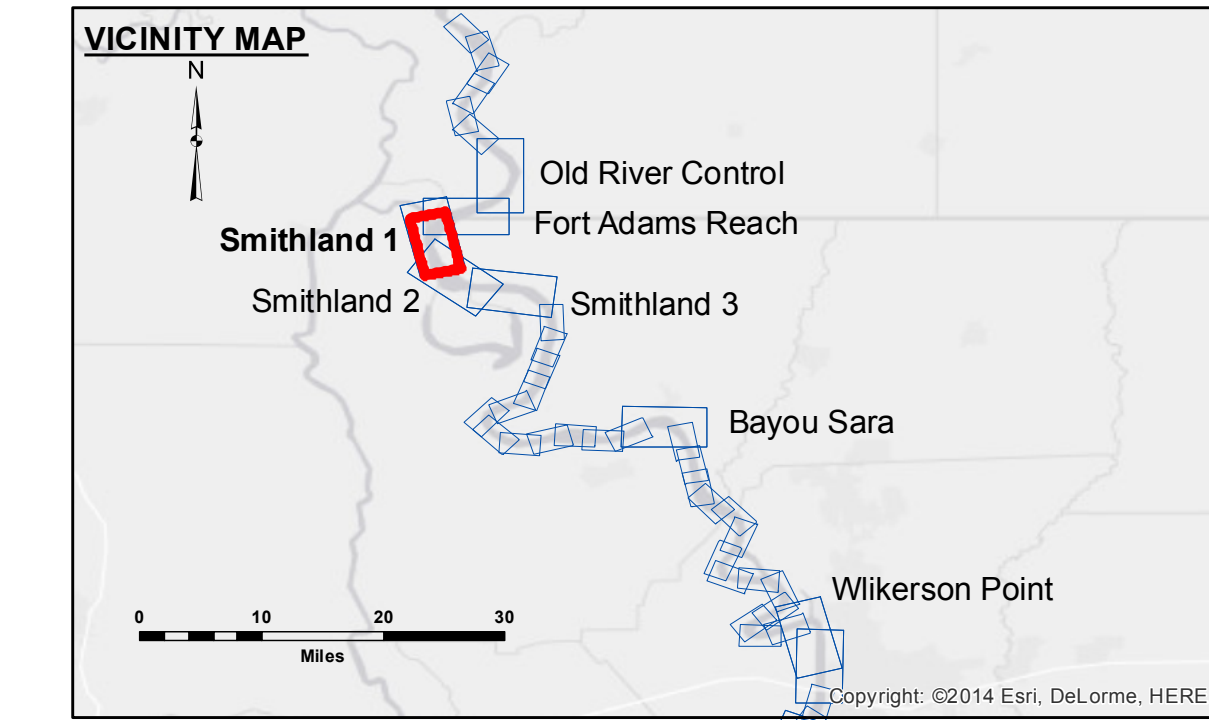 VICINITY MAP
N
Old River Control
Fort Adams Reach
Smithland 1
Smithland 2
Smithland 3
Bayou Sara
Wlikerson Point
0 10 20 30
Miles
Copyright: ©2014 Esri, DeLorme, HERE